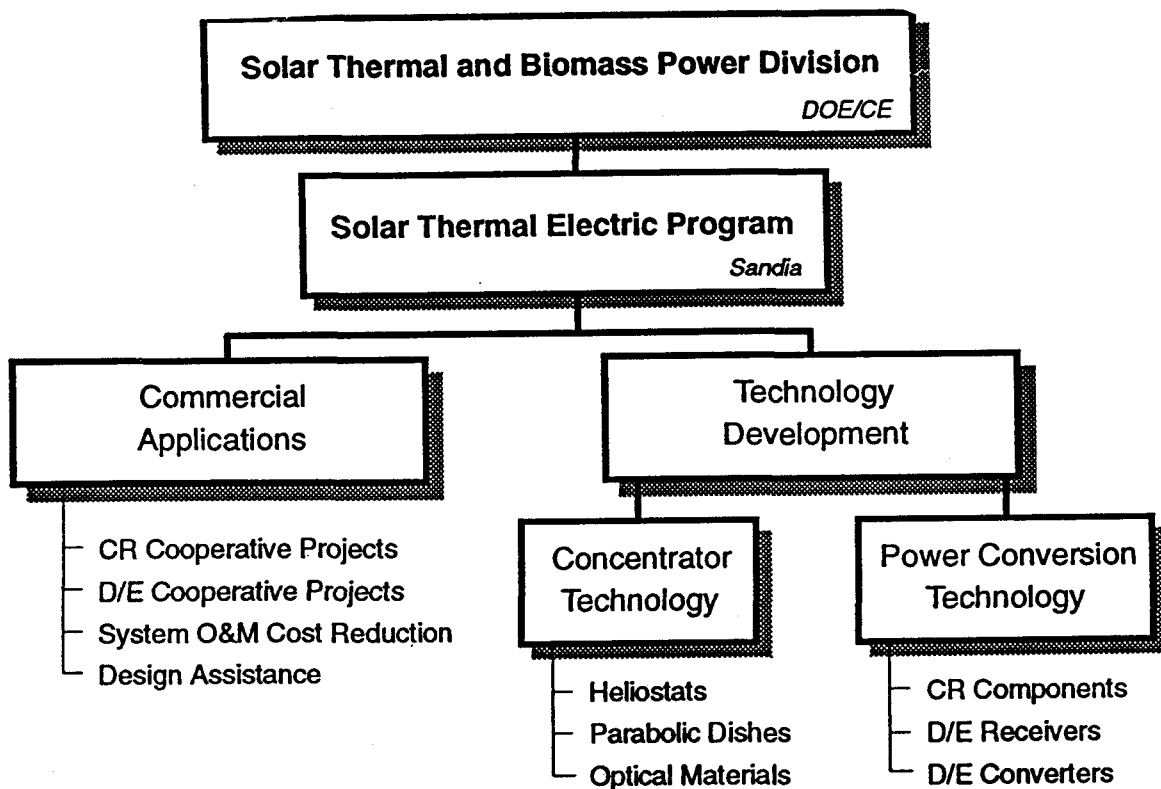 Solar Thermal and Biomass Power Division
DOE/CE
Solar Thermal Electric Program
Sandia
Commercial
Applications
CR Cooperative Projects
D/E Cooperative Projects
System O&M Cost Reduction
Design Assistance
Technology
Development
Concentrator
Technology
Heliostats
Parabolic Dishes
Optical Materials
Power Conversion
Technology
CR Components
D/E Receivers
D/E Converters